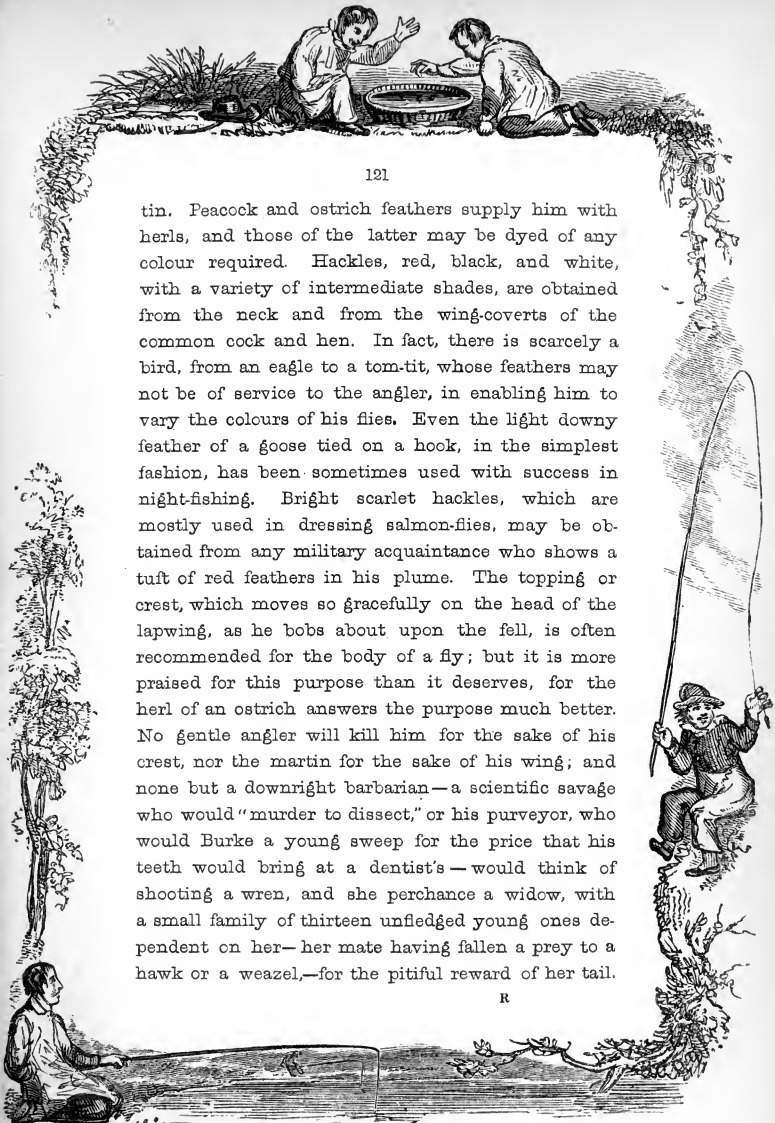 121
tin. Peacock and ostrich feathers supply him with
herls, and those of the latter may be dyed of any
colour required. Hackles, red, black, and white,
with a variety of intermediate shades, are obtained
from the neck and from the wing-coverts of the
common cock and hen. In fact, there is scarcely a
bird, from an eagle to a tom-tit, whose feathers may
not be of service to the angler, in enabling him to
vary the colours of his flies. Even the light downy
feather of a goose tied on a hook, in the simplest
fashion, has been sometimes used with success in
night-fishing. Bright scarlet hackles, which are
mostly used in dressing salmon-flies, may be ob-
tained from any military acquaintance who shows a
tuft of red feathers in his plume. The topping or
crest, which moves so gracefully on the head of the
lapwing, as he bobs about upon the fell, is often
recommended for the body of a fly; but it is more
praised for this purpose than it deserves, for the
herl of an ostrich answers the purpose much better.
No gentle angler will kill him for the sake of his
crest, nor the martin for the sake of his wing; and
none but a downright barbarian—a scientific savage
who would "murder to dissect," or his purveyor, who
would Burke a young sweep for the price that his
teeth would bring at a dentist's — would think of
shooting a wren, and she perchance a widow, with
a small family of thirteen unfledged young ones de-
pendent on her—her mate having fallen a prey to a
hawk or a weazel,—for the pitiful reward of her tail.
R